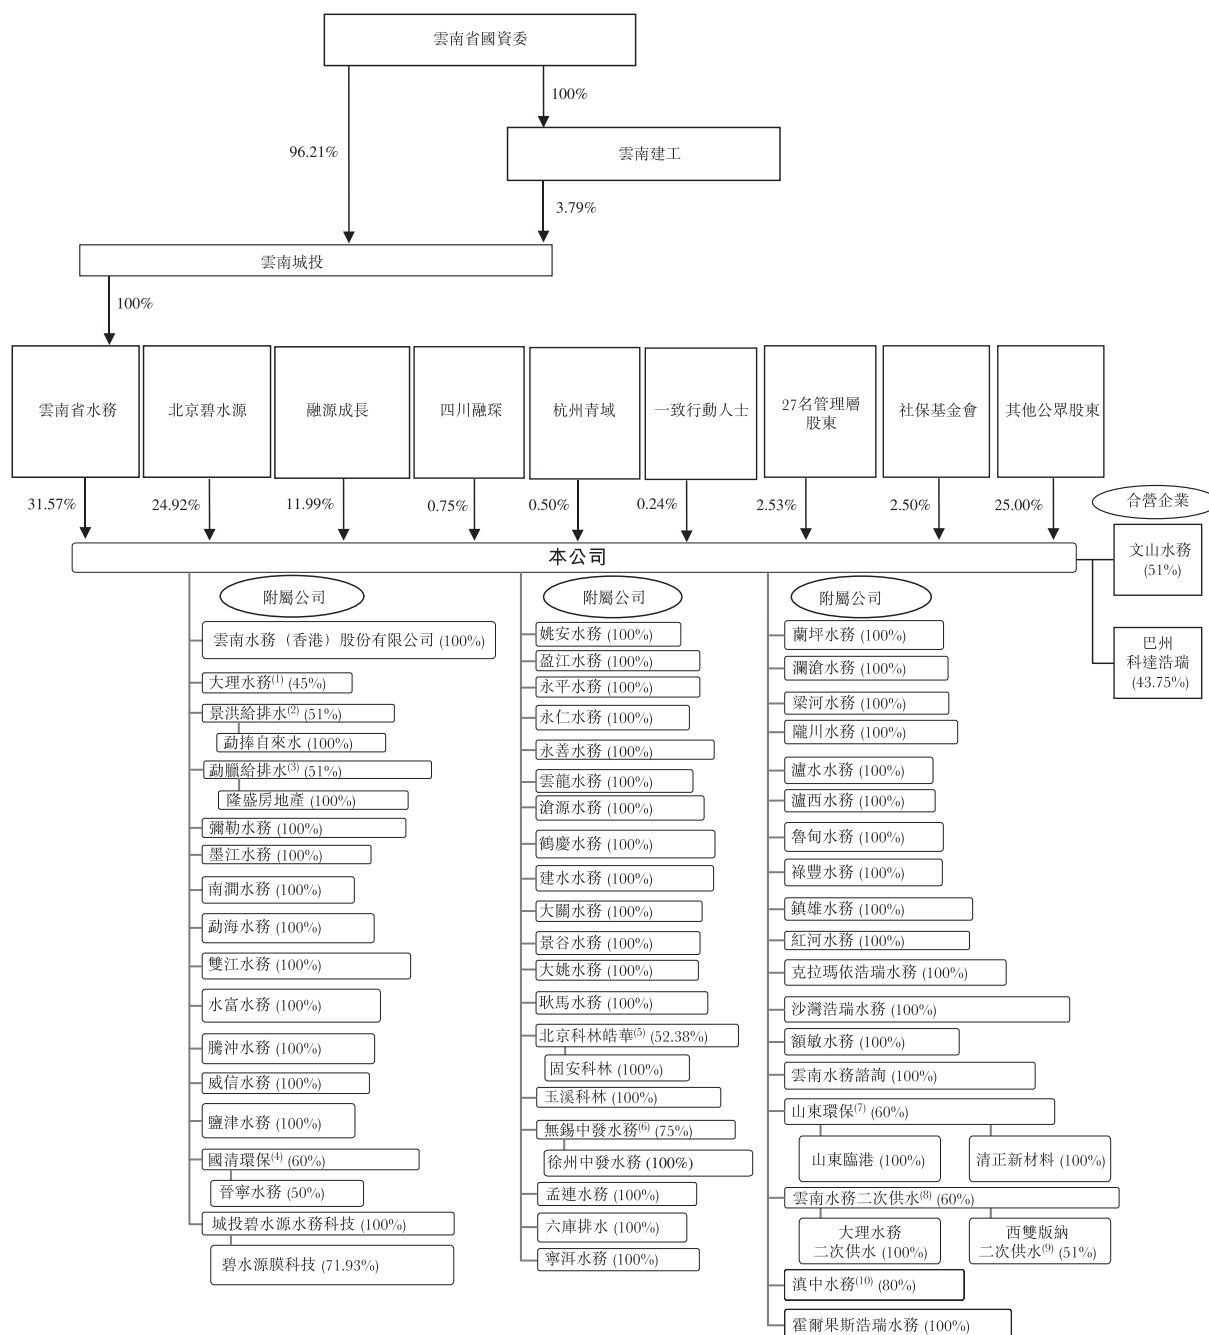 雲南省國資委
100%
96.21%
雲南建工
3.79%
雲南城投
100%
雲南省水務
北京碧水源
融源成長
四川融琛
杭州青域
一致行動人士
27名管理層
股東
社保基金會
其他公眾股東
31.57%
24.92%
11.99%
0.75%
0.50%
0.24%
2.53%
2.50%
25.00%
合營企業
本公司
文山水務
(51%)
巴州
科達浩瑞
(43.75%)
附屬公司
雲南水務（香港）股份有限公司 (100%)
大理水務(1) (45%)
景洪給排水(2) (51%)
勐捧自來水 (100%)
勐臘給排水(3) (51%)
隆盛房地產 (100%)
彌勒水務 (100%)
墨江水務 (100%)
南澗水務 (100%)
勐海水務 (100%)
雙江水務 (100%)
水富水務 (100%)
騰沖水務 (100%)
威信水務 (100%)
鹽津水務 (100%)
國清環保(4) (60%)
晉寧水務 (50%)
城投碧水源水務科技 (100%)
碧水源膜科技 (71.93%)
附屬公司
姚安水務 (100%)
盈江水務 (100%)
永平水務 (100%)
永仁水務 (100%)
永善水務 (100%)
雲龍水務 (100%)
滄源水務 (100%)
鶴慶水務 (100%)
建水水務 (100%)
大關水務 (100%)
景谷水務 (100%)
大姚水務 (100%)
耿馬水務 (100%)
北京科林皓華(5) (52.38%)
固安科林 (100%)
玉溪科林 (100%)
無錫中發水務(6) (75%)
徐州中發水務 (100%)
孟連水務 (100%)
六庫排水 (100%)
寧洱水務 (100%)
附屬公司
蘭坪水務 (100%)
瀾滄水務 (100%)
梁河水務 (100%)
隴川水務 (100%)
瀘水水務 (100%)
瀘西水務 (100%)
魯甸水務 (100%)
祿豐水務 (100%)
鎮雄水務 (100%)
紅河水務 (100%)
克拉瑪依浩瑞水務 (100%)
沙灣浩瑞水務 (100%)
額敏水務 (100%)
雲南水務諮詢 (100%)
山東環保(7) (60%)
山東臨港 (100%)
清正新材料 (100%)
雲南水務二次供水(8) (60%)
大理水務
二次供水 (100%)
西雙版納
二次供水(9) (51%)
滇中水務(10) (80%)
霍爾果斯浩瑞水務 (100%)